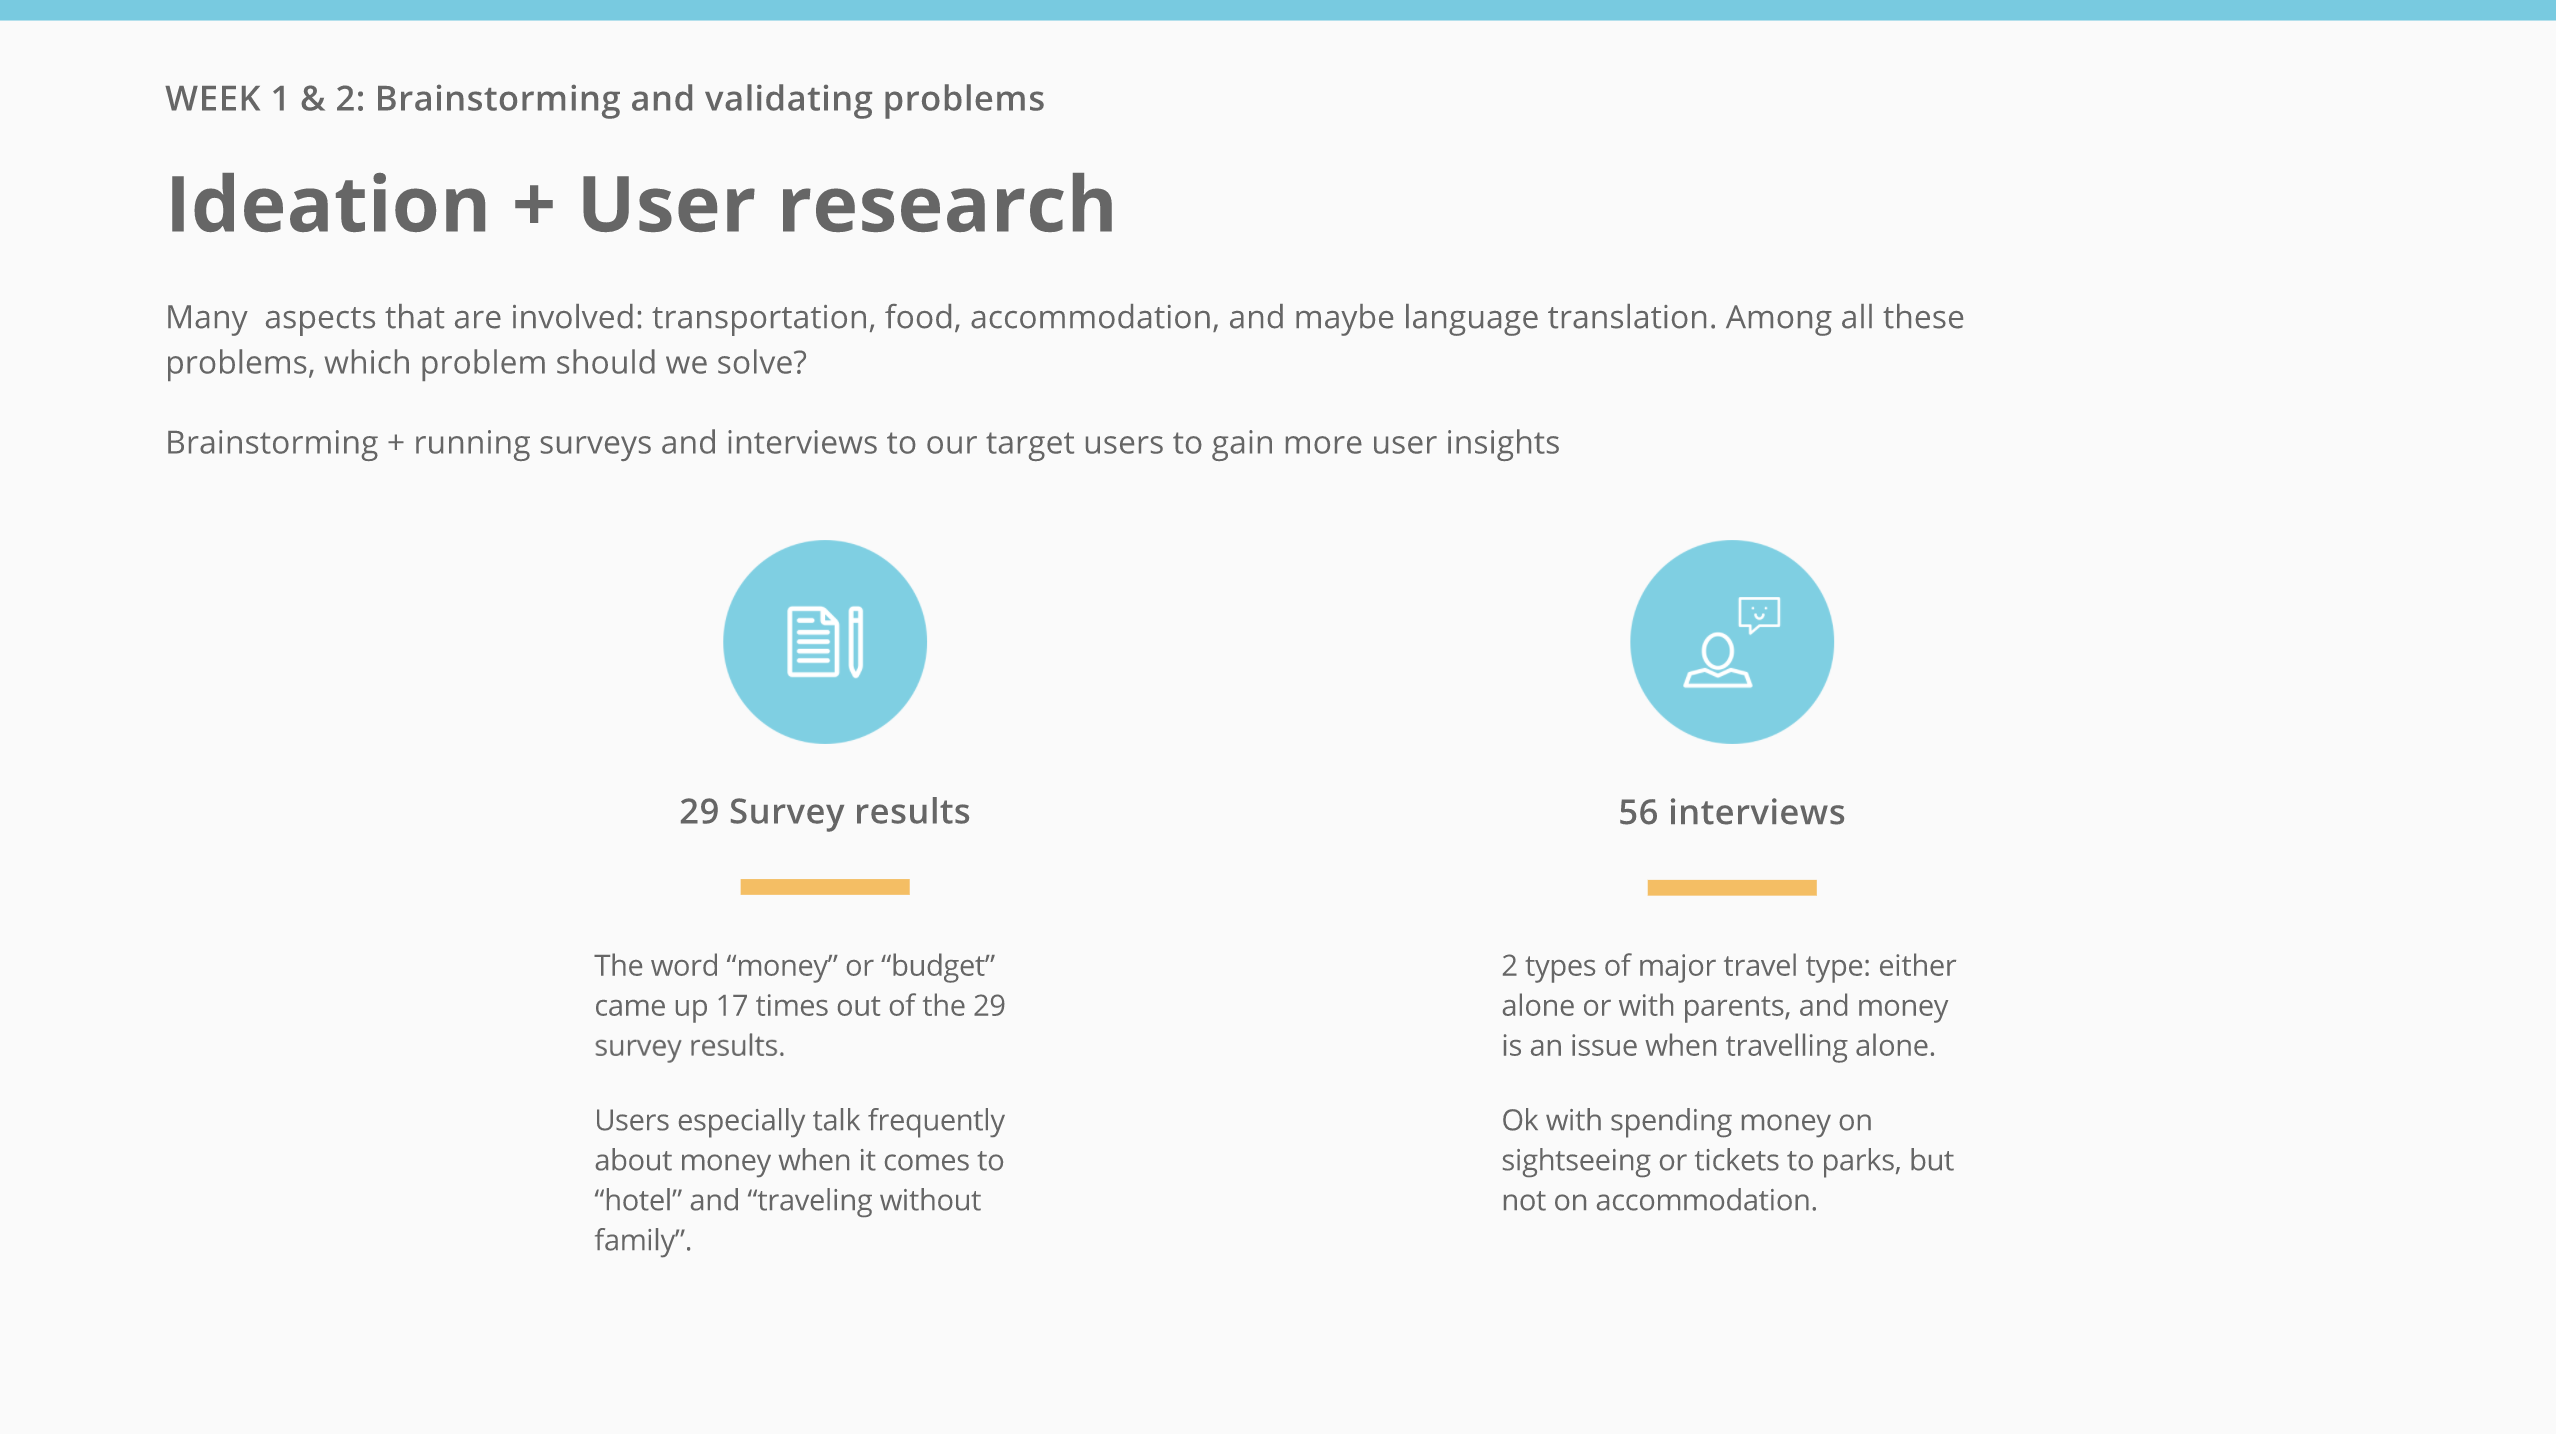 WEEK 1 & 2: Brainstorming and validating problems
Ideation + User research
Many  aspects that are involved: transportation, food, accommodation, and maybe language translation. Among all these
problems, which problem should we solve?
Brainstorming + running surveys and interviews to our target users to gain more user insights
29 Survey results
The word “money” or “budget”
came up 17 times out of the 29
survey results.
Users especially talk frequently
about money when it comes to
“hotel” and “traveling without
family”.
56 interviews
2 types of major travel type: either
alone or with parents, and money
is an issue when travelling alone.
Ok with spending money on
sightseeing or tickets to parks, but
not on accommodation.